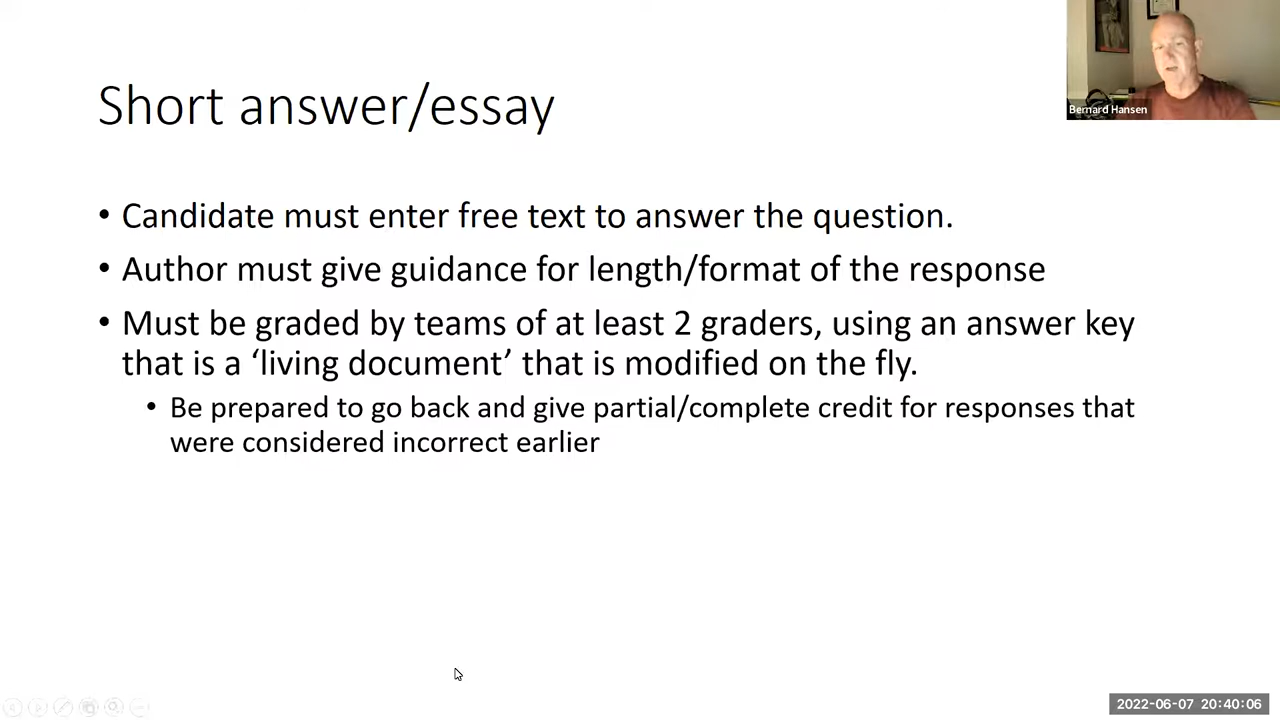 Short answer/essay
Bernard Hansen
• Candidate must enter free text to answer the question.
• Author must give guidance for length/format of the response
• Must be graded by teams of at least 2 graders, using an answer key
that is a ‘living document’ that is modified on the fly.
• Be prepared to go back and give partial/complete credit for responses that
were considered incorrect earlier
2022-06-07 20:40:06